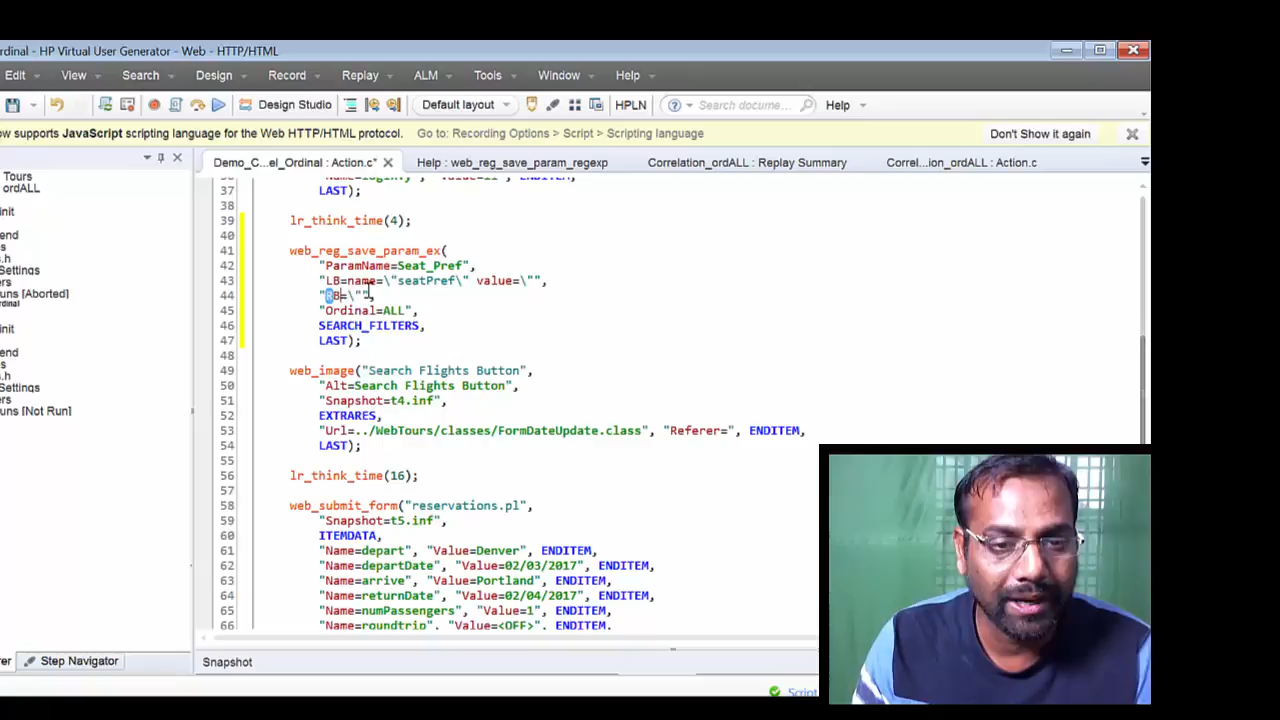 rdinal - HP Virtual User Generator - Web - HTTP/HTML
Edit View Search Design Record Replay ALM Tools Window Help
Design Studio Default layout HPLN Search docume... Help
ow supports JavaScript scripting language for the Web HTTP/HTML protocol. Go to: Recording Options > Script > Scripting language Don't Show it again
Demo_C...el_Ordinal : Action.c* Help : web_reg_save_param_regexp Correlation_ordALL : Replay Summary Correl...ion_ordALL : Action.c
Tours
ordALL
init
end
s
s.h
Settings
runs [Aborted]
rdinal
init
end
es
s.h
Settings
ers
runs [Not Run]
37 LAST);
38
39 lr_think_time(4);
40
41 web_reg_save_param_ex(
42 "ParamName=Seat_Pref",
43 "LB=name=\"seatPref\" value=\"",
44 "RB=\"",
45 "Ordinal=ALL",
46 SEARCH_FILTERS,
47 LAST);
48
49 web_image("Search Flights Button",
50 "Alt=Search Flights Button",
51 "Snapshot=t4.inf",
52 EXTRARES,
53 "Url=../WebTours/classes/FormDateUpdate.class", "Referer=", ENDITEM,
54 LAST);
55
56 lr_think_time(16);
57
58 web_submit_form("reservations.pl",
59 "Snapshot=t5.inf",
60 ITEMDATA,
61 "Name=depart", "Value=Denver", ENDITEM,
62 "Name=departDate", "Value=02/03/2017", ENDITEM,
63 "Name=arrive", "Value=Portland", ENDITEM,
64 "Name=returnDate", "Value=02/04/2017", ENDITEM,
65 "Name=numPassengers", "Value=1", ENDITEM,
66 "Name=roundtrip", "Value=<OFF>", ENDITEM,
rer Step Navigator
Snapshot
Script